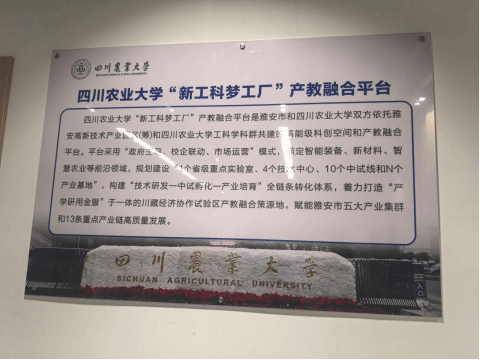 四川農業大学
SICHUAN AGRICULTURAL UNIVERSITY
四川农业大学“新工科梦工厂”产教融合平台
四川农业大学“新工科梦工厂”产教融合平台是雅安市和四川农业大学双方依托雅
安高新技术产业园区(筹)和四川农业大学工科学科群共建的高能级科创空间和产教融
合平台。平台采用“政府主导、校企联动、市场运营”模式，锚定智能装备、新材料、智
慧农业等前沿领域，规划建设“1个省级重点实验室、4个技术中心、10个中试线和N个
产业基地”，构建“技术研发—中试孵化—产业培育”全链条转化体系，着力打造“产
学研用金服”于一体的川藏经济协作试验区产教融合策源地，赋能雅安市五大产业集群
和13条重点产业链高质量发展。
四川農業大学
SICHUAN AGRICULTURAL UNIVERSITY